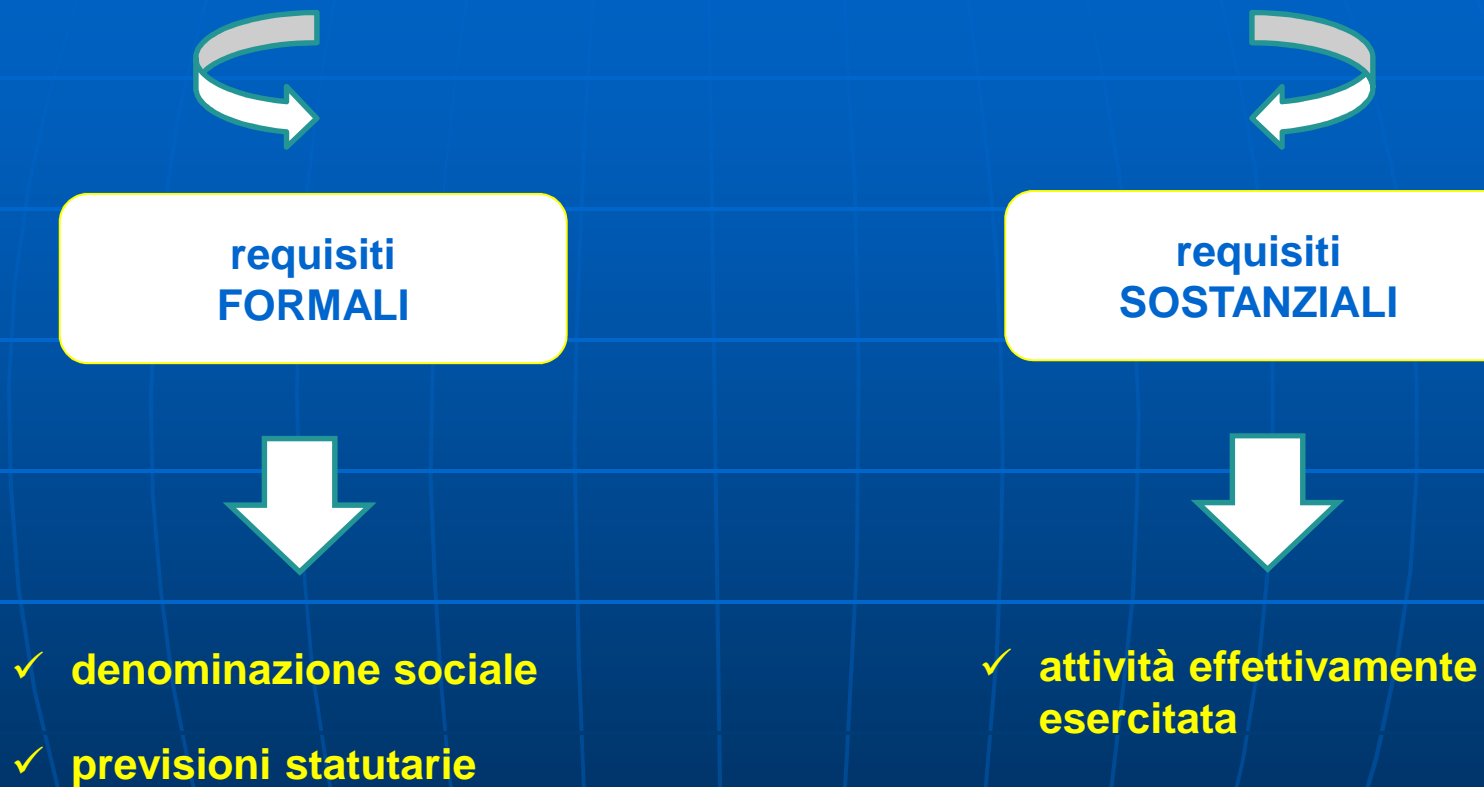 requisiti
FORMALI
✓ denominazione sociale
✓ previsioni statutarie
requisiti
SOSTANZIALI
✓ attività effettivamente
esercitata